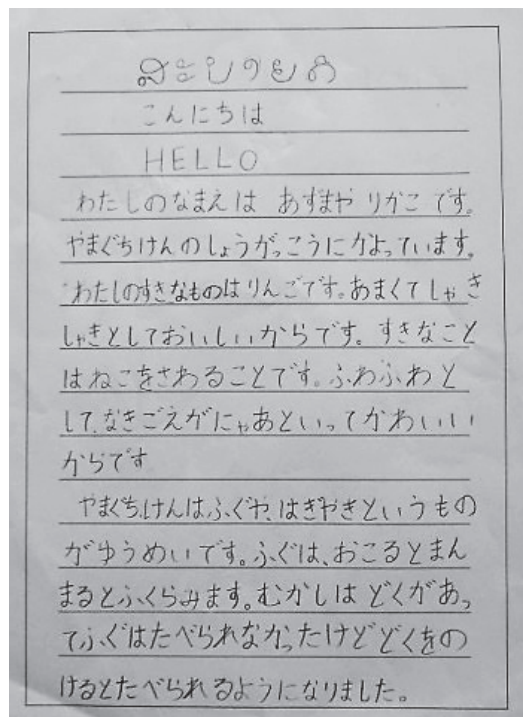 ສະບາຍດີ
こんにちは
HELLO
わたしのなまえは あずまや りかこ です。
やまぐちけんのしょうがっこうにかよっています。
わたしのすきなものはりんごです。あまくてしゃき
しゃきとしておいしいからです。すきなこと
はねこをさわることです。ふわふわと
して、なきごえがにゃあといってかわいい
からです
やまぐちけんはふぐや、はぎやきというもの
がゆうめいです。ふぐは、おこるとまん
まるとふくらみます。むかしは どくがあっ
てふぐはたべられなかったけどどくをの
けるとたべられるようになりました。